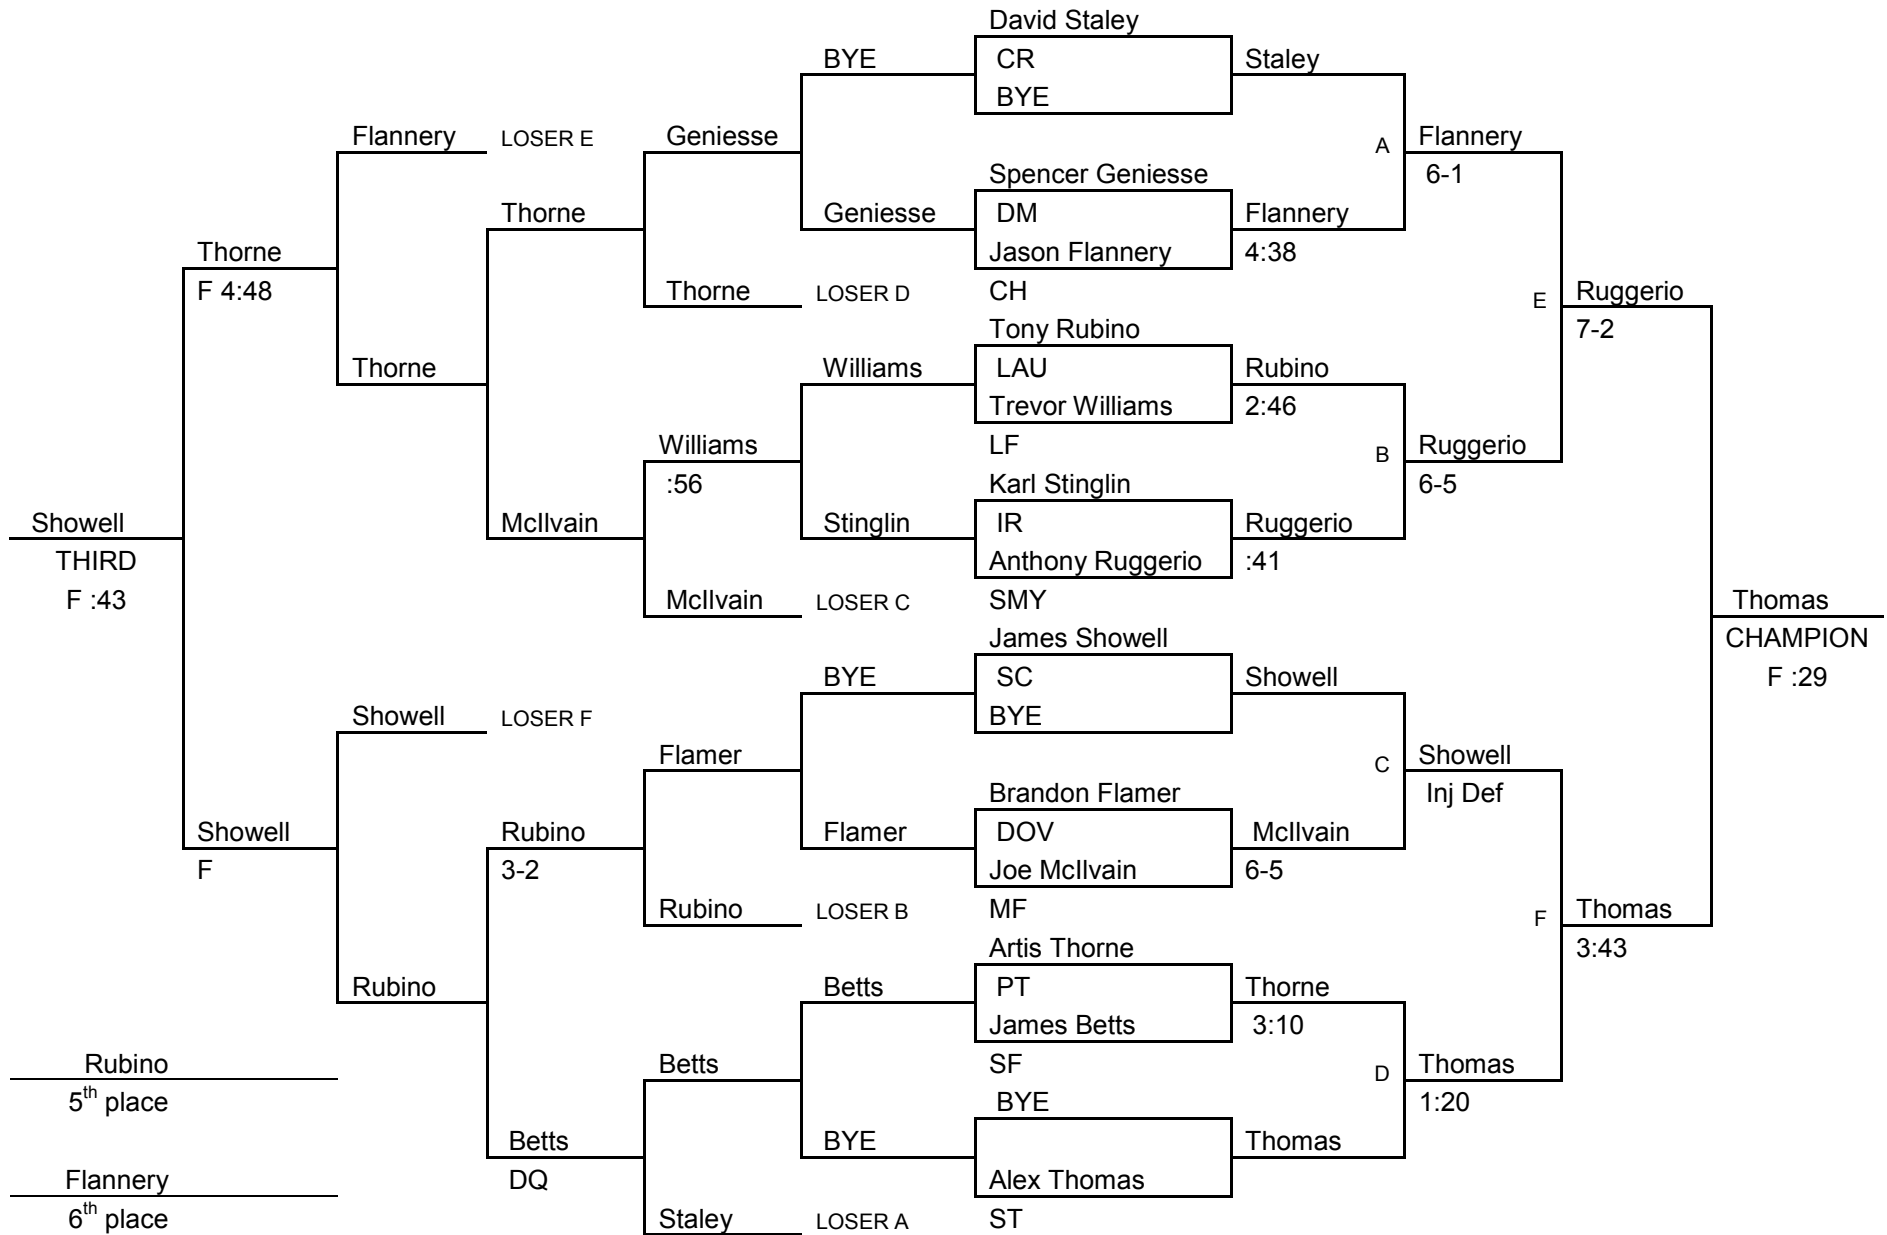 David Staley
BYE
CR
Staley
BYE
Flannery
LOSER E
Geniesse
A
Flannery
Spencer Geniesse
6-1
Thorne
Geniesse
DM
Flannery
Thorne
Jason Flannery
4:38
F 4:48
Thorne
LOSER D
CH
E
Ruggerio
Tony Rubino
7-2
Thorne
Williams
LAU
Rubino
Trevor Williams
2:46
Williams
LF
B
Ruggerio
:56
Karl Stinglin
6-5
Showell
McIlvain
Stinglin
IR
Ruggerio
THIRD
Anthony Ruggerio
:41
F :43
McIlvain
LOSER C
SMY
Thomas
James Showell
CHAMPION
BYE
SC
Showell
F :29
Showell
LOSER F
BYE
Flamer
C
Showell
Brandon Flamer
Inj Def
Showell
Rubino
Flamer
DOV
McIlvain
F
3-2
Joe McIlvain
6-5
Rubino
LOSER B
MF
F
Thomas
Artis Thorne
3:43
Rubino
Betts
PT
Thorne
James Betts
3:10
Rubino
Betts
SF
D
Thomas
5th place
BYE
1:20
Betts
BYE
Thomas
Flannery
DQ
Alex Thomas
6th place
Staley
LOSER A
ST